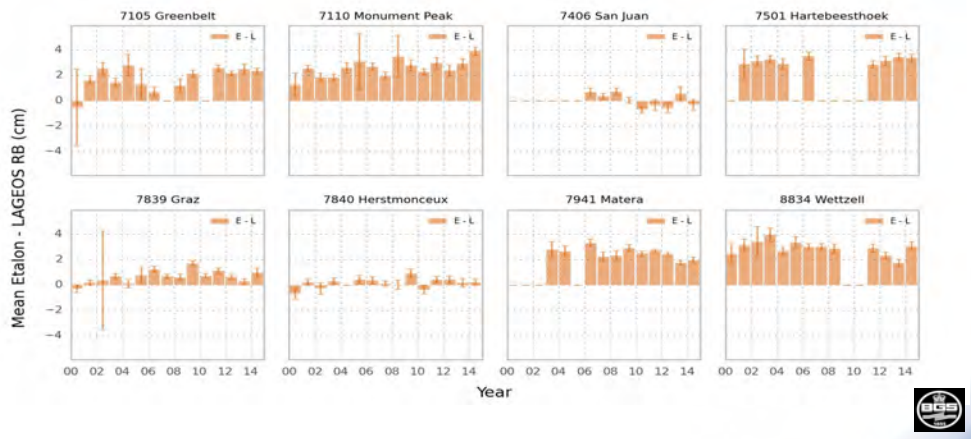 7105 Greenbelt
7110 Monument Peak
7406 San Juan
7501 Hartebeesthoek
E - L
E - L
E - L
E - L
4
2
0
−2
−4
Mean Etalon - LAGEOS RB (cm)
7839 Graz
7840 Herstmonceux
7941 Matera
8834 Wettzell
E - L
E - L
E - L
E - L
4
2
0
−2
−4
00 02 04 06 08 10 12 14
00 02 04 06 08 10 12 14
00 02 04 06 08 10 12 14
00 02 04 06 08 10 12 14
Year
BGS